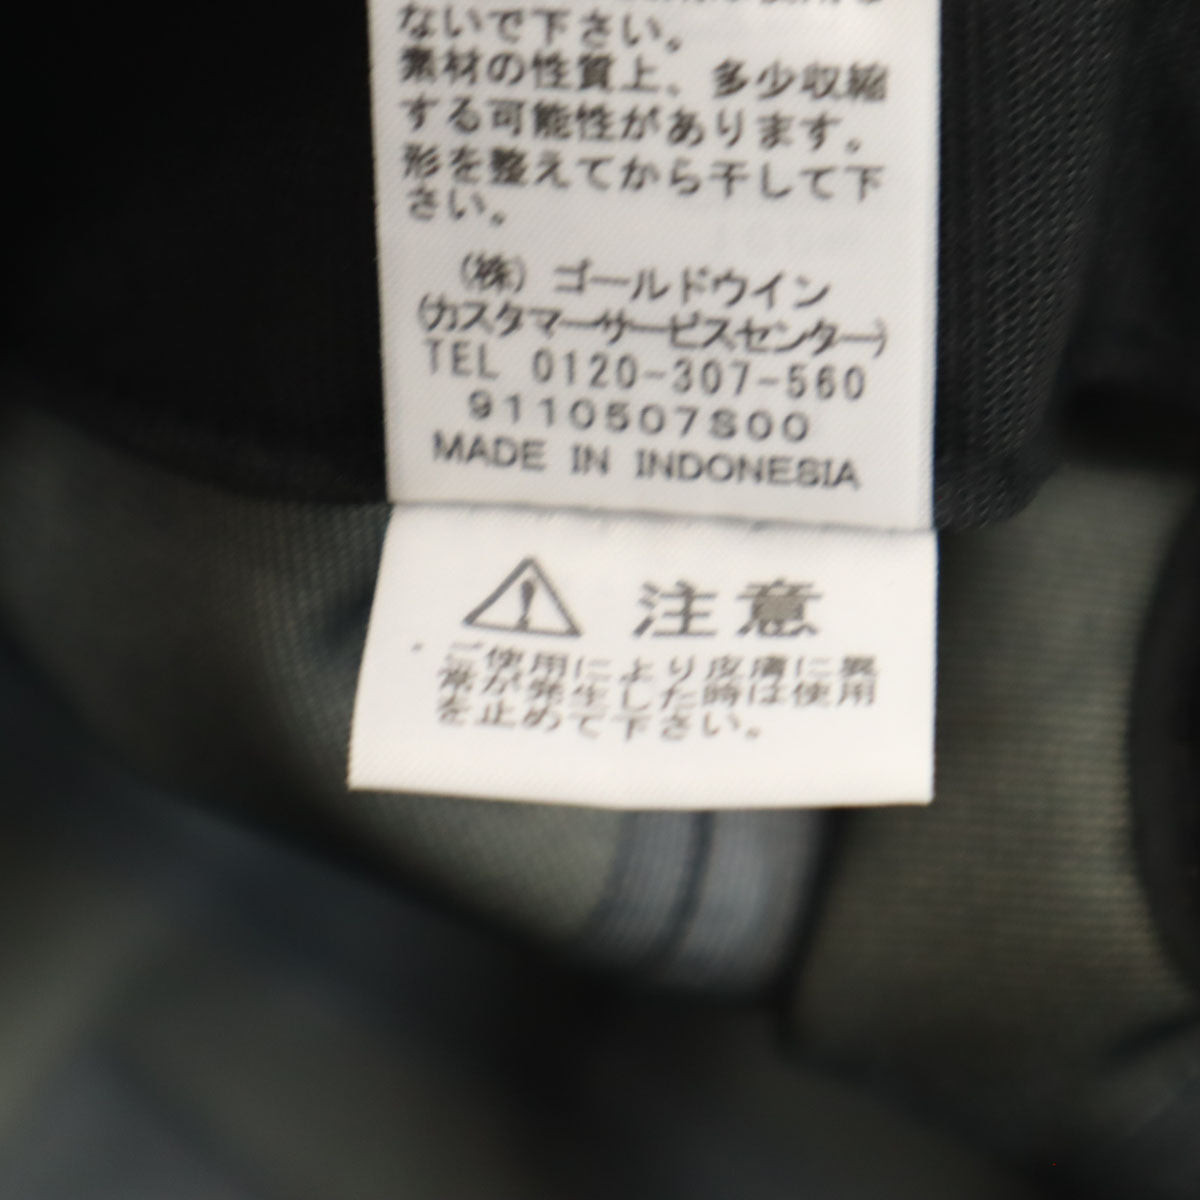 ないで下さい。
素材の性質上、多少収縮
する可能性があります。
形を整えてから干して下
さい。
(株) ゴールドウイン
(カスタマーサービスセンター)
TEL 0120-307-560
9110507S00
MADE IN INDONESIA
注意
ご使用により皮膚に異
常が発生した時は使用
を止めて下さい。